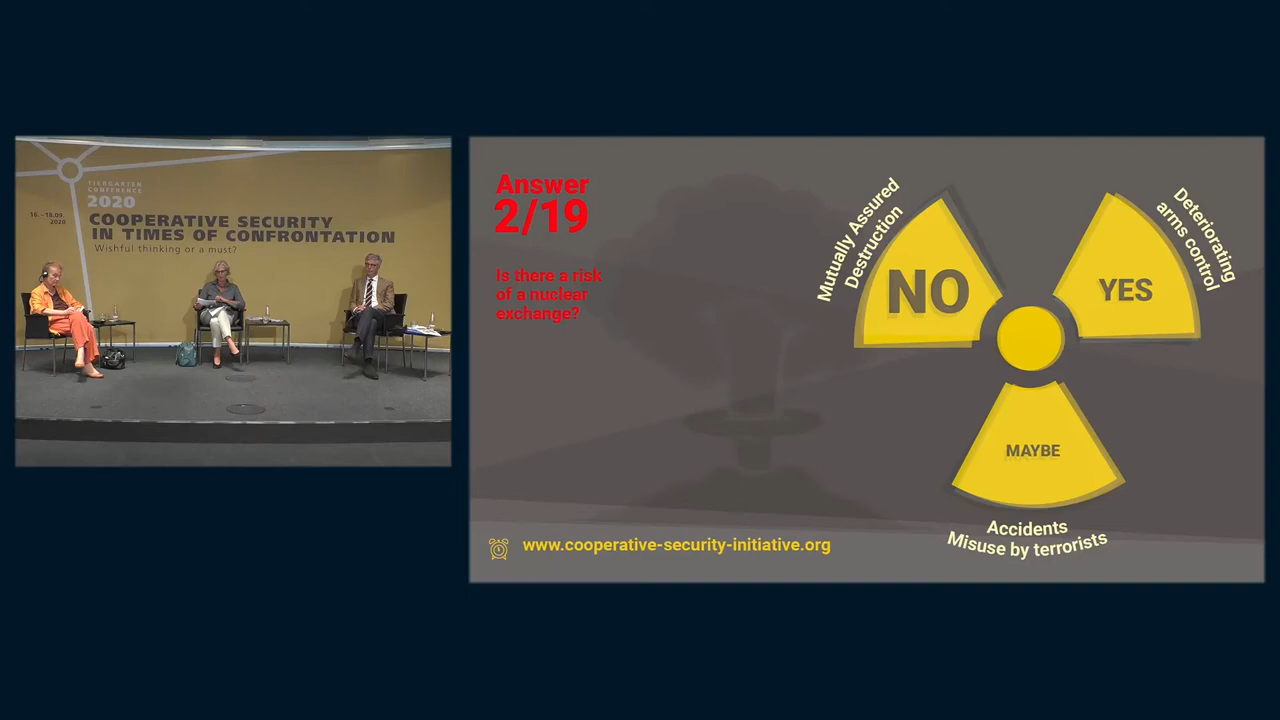 TIERGARTEN
CONFERENCE
2020
16. – 18.09.
2020
COOPERATIVE SECURITY
IN TIMES OF CONFRONTATION
Wishful thinking or a must?
Answer
2/19
Is there a risk
of a nuclear
exchange?
Mutually Assured
Destruction
NO
Deteriorating
arms control
YES
MAYBE
Accidents
Misuse by terrorists
www.cooperative-security-initiative.org